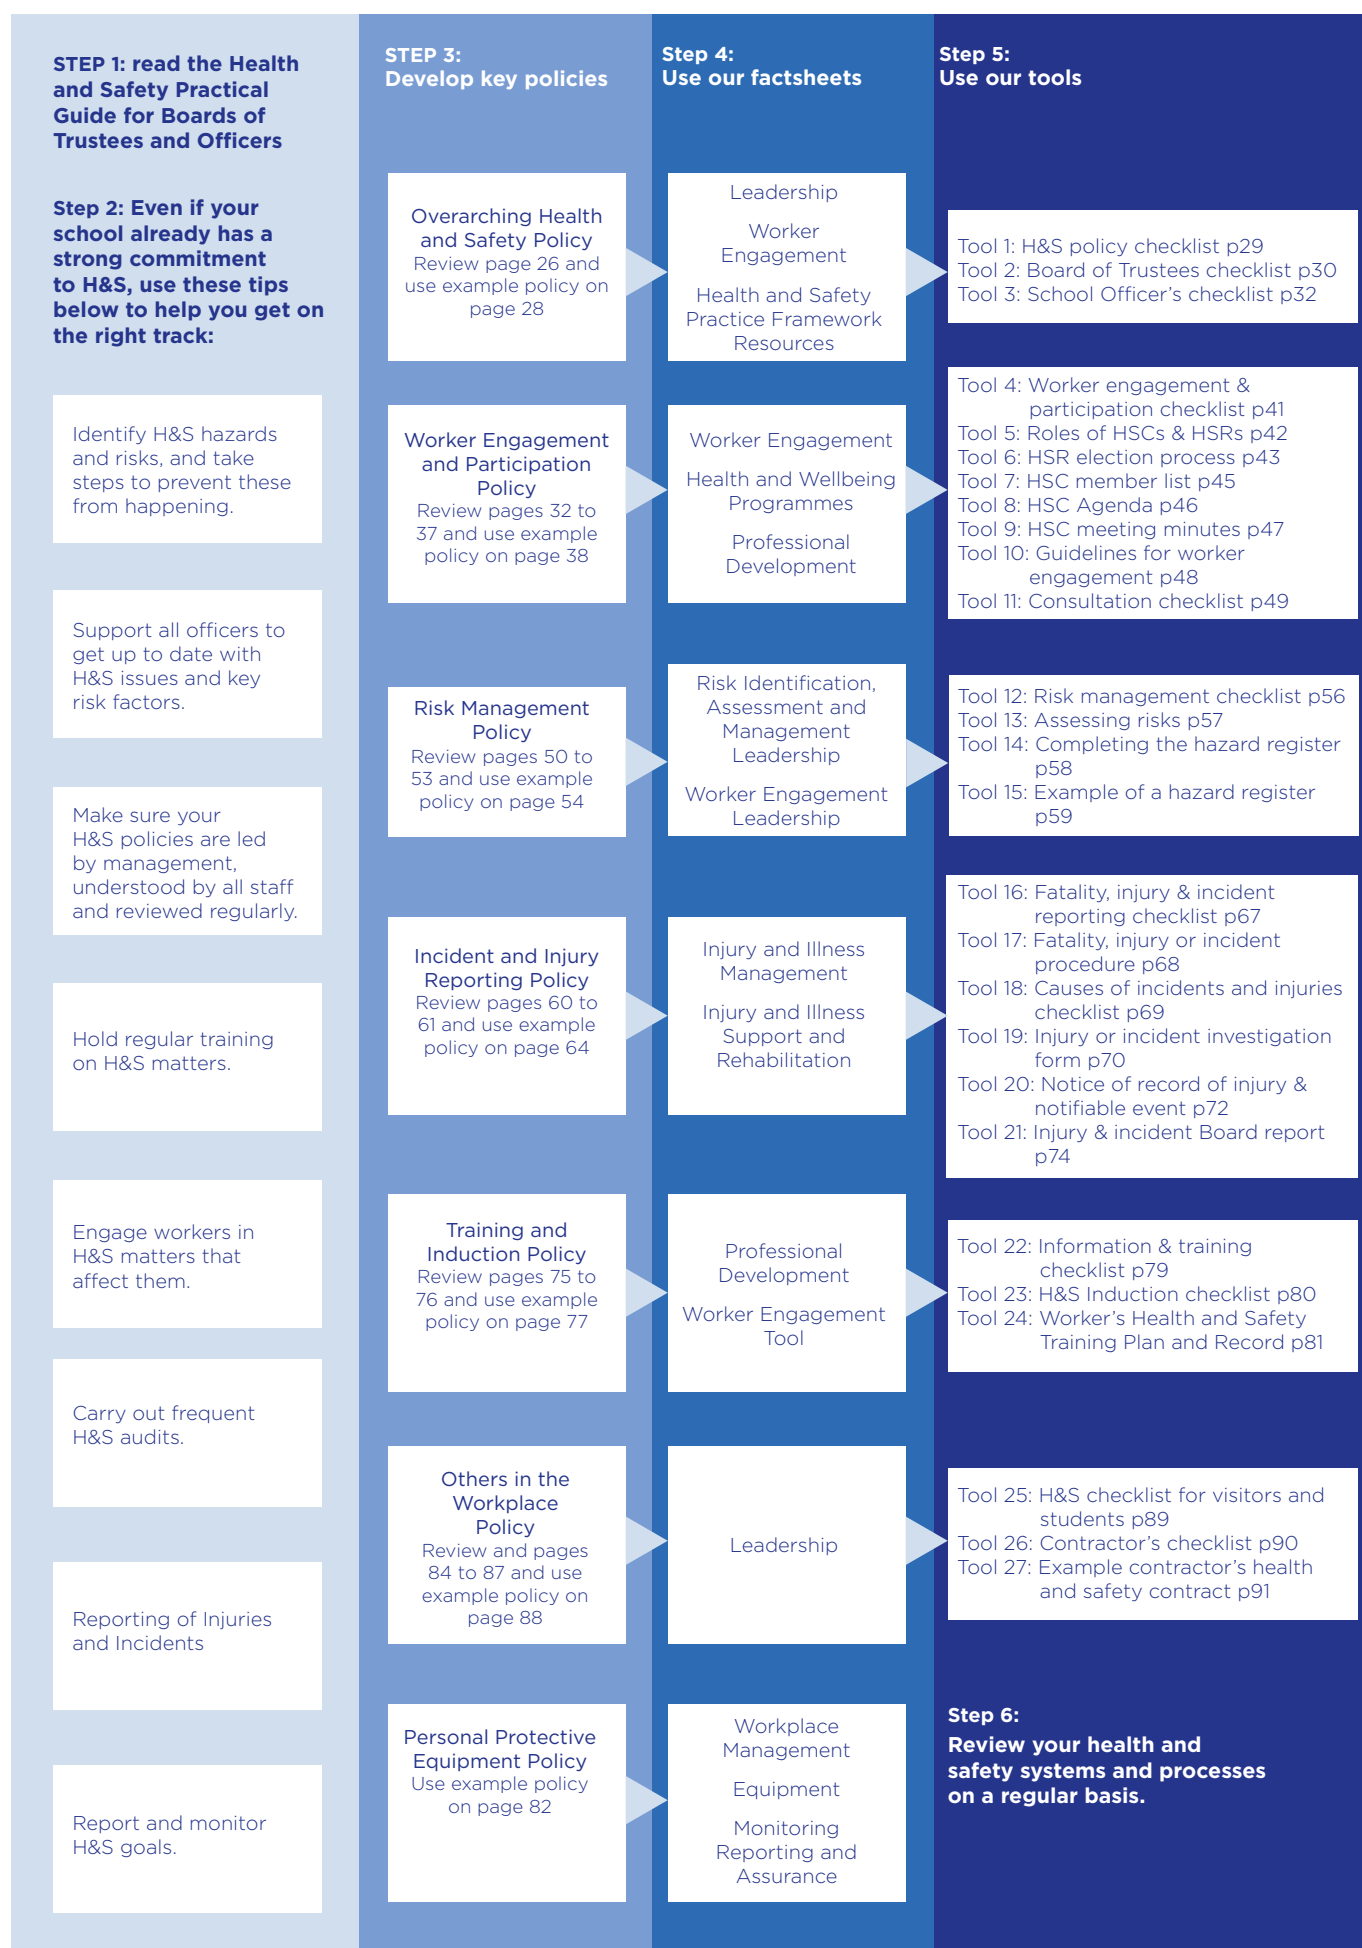 STEP 1: read the Health
and Safety Practical
Guide for Boards of
Trustees and Officers
Step 2: Even if your
school already has a
strong commitment
to H&S, use these tips
below to help you get on
the right track:
Identify H&S hazards
and risks, and take
steps to prevent these
from happening.
Support all officers to
get up to date with
H&S issues and key
risk factors.
Make sure your
H&S policies are led
by management,
understood by all staff
and reviewed regularly.
Hold regular training
on H&S matters.
Engage workers in
H&S matters that
affect them.
Carry out frequent
H&S audits.
Reporting of Injuries
and Incidents
Report and monitor
H&S goals.
STEP 3:
Develop key policies
Overarching Health
and Safety Policy
Review page 26 and
use example policy on
page 28
Worker Engagement
and Participation
Policy
Review pages 32 to
37 and use example
policy on page 38
Risk Management
Policy
Review pages 50 to
53 and use example
policy on page 54
Incident and Injury
Reporting Policy
Review pages 60 to
61 and use example
policy on page 64
Training and
Induction Policy
Review pages 75 to
76 and use example
policy on page 77
Others in the
Workplace
Policy
Review and pages
84 to 87 and use
example policy on
page 88
Personal Protective
Equipment Policy
Use example policy
on page 82
Step 4:
Use our factsheets
Leadership
Worker
Engagement
Health and Safety
Practice Framework
Resources
Worker Engagement
Health and Wellbeing
Programmes
Professional
Development
Risk Identification,
Assessment and
Management
Leadership
Worker Engagement
Leadership
Injury and Illness
Management
Injury and Illness
Support and
Rehabilitation
Professional
Development
Worker Engagement
Tool
Leadership
Workplace
Management
Equipment
Monitoring
Reporting and
Assurance
Step 5:
Use our tools
Tool 1: H&S policy checklist p29
Tool 2: Board of Trustees checklist p30
Tool 3: School Officer's checklist p32
Tool 4: Worker engagement &
participation checklist p41
Tool 5: Roles of HSCs & HSRs p42
Tool 6: HSR election process p43
Tool 7: HSC member list p45
Tool 8: HSC Agenda p46
Tool 9: HSC meeting minutes p47
Tool 10: Guidelines for worker
engagement p48
Tool 11: Consultation checklist p49
Tool 12: Risk management checklist p56
Tool 13: Assessing risks p57
Tool 14: Completing the hazard register
p58
Tool 15: Example of a hazard register
p59
Tool 16: Fatality, injury & incident
reporting checklist p67
Tool 17: Fatality, injury or incident
procedure p68
Tool 18: Causes of incidents and injuries
checklist p69
Tool 19: Injury or incident investigation
form p70
Tool 20: Notice of record of injury &
notifiable event p72
Tool 21: Injury & incident Board report
p74
Tool 22: Information & training
checklist p79
Tool 23: H&S Induction checklist p80
Tool 24: Worker's Health and Safety
Training Plan and Record p81
Tool 25: H&S checklist for visitors and
students p89
Tool 26: Contractor's checklist p90
Tool 27: Example contractor's health
and safety contract p91
Step 6:
Review your health and
safety systems and processes
on a regular basis.